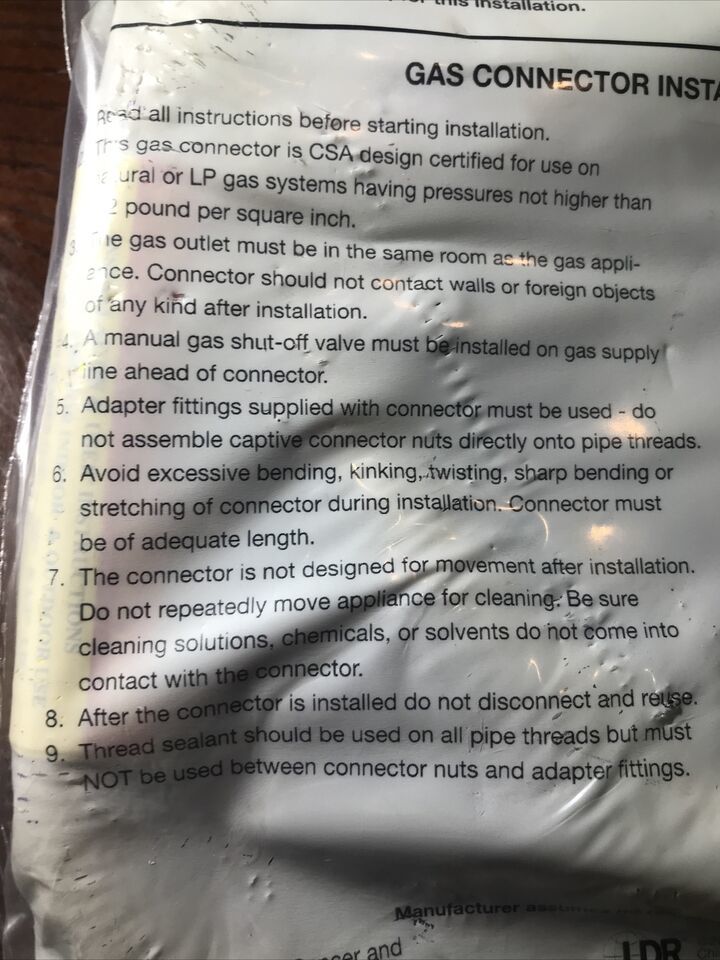 this installation.
GAS CONNECTOR INSTA
Read all instructions before starting installation.
This gas connector is CSA design certified for use on
natural or LP gas systems having pressures not higher than
2 pound per square inch.
3. The gas outlet must be in the same room as the gas appli-
ance. Connector should not contact walls or foreign objects
of any kind after installation.
4. A manual gas shut-off valve must be installed on gas supply
line ahead of connector.
5. Adapter fittings supplied with connector must be used - do
not assemble captive connector nuts directly onto pipe threads.
6. Avoid excessive bending, kinking, twisting, sharp bending or
stretching of connector during installation. Connector must
be of adequate length.
7. The connector is not designed for movement after installation.
Do not repeatedly move appliance for cleaning. Be sure
cleaning solutions, chemicals, or solvents do not come into
contact with the connector.
8. After the connector is installed do not disconnect and reuse.
9. Thread sealant should be used on all pipe threads but must
NOT be used between connector nuts and adapter fittings.
Manufacturer
and
LDR